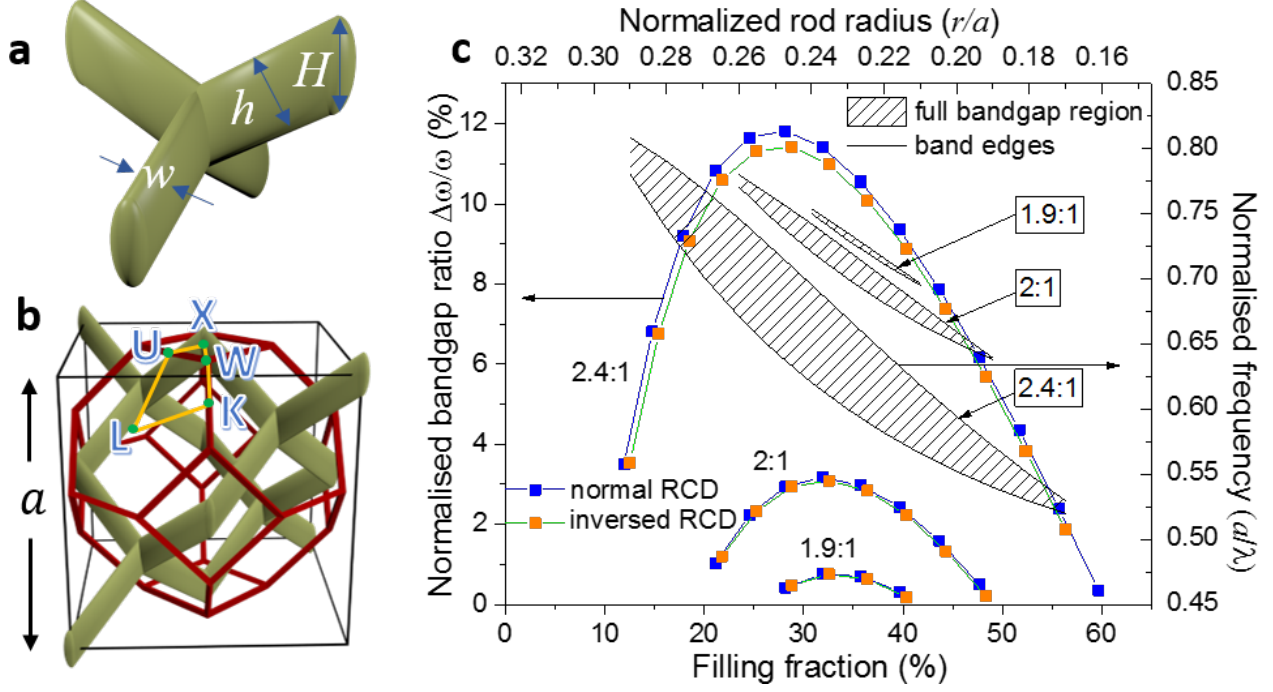 a
H
h
w
b
X
U
W
K
L
a
c
Normalized rod radius (r/a)
0.32 0.30 0.28 0.26 0.24 0.22 0.20 0.18 0.16
Normalised bandgap ratio Δω/ω (%)
12
10
8
6
4
2
0
full bandgap region
band edges
1.9:1
2:1
2.4:1
2.4:1
2:1
normal RCD
inversed RCD
1.9:1
0.85
0.80
0.75
0.70
0.65
0.60
0.55
0.50
0.45
Normalised frequency (a/λ)
0 10 20 30 40 50 60
Filling fraction (%)